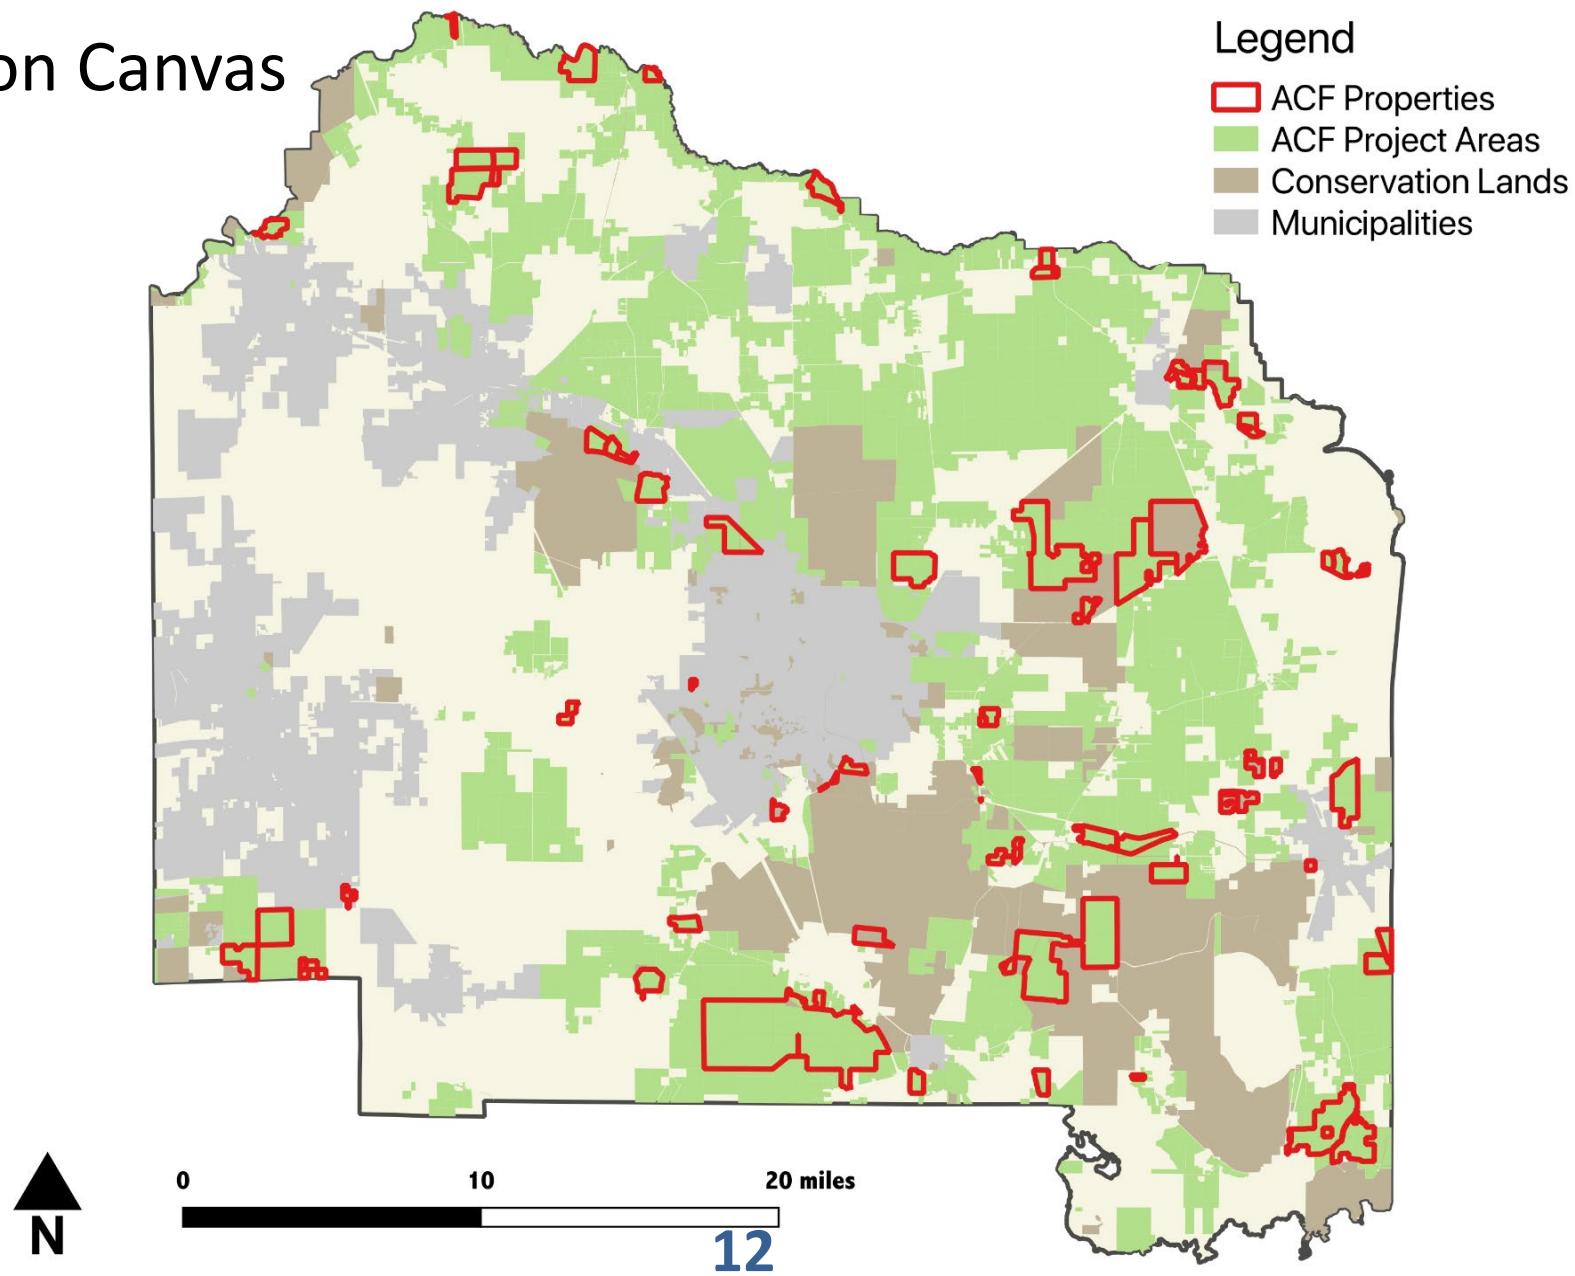 on Canvas
Legend
ACF Properties
ACF Project Areas
Conservation Lands
Municipalities
0 10 20 miles
N
12